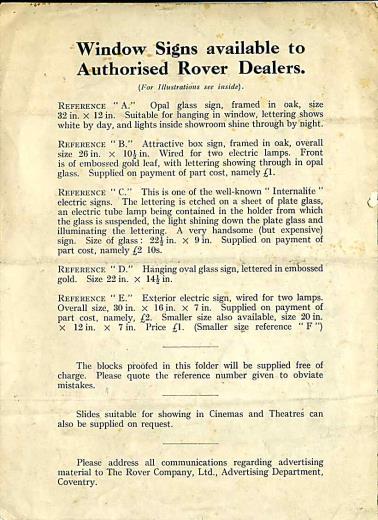 Window Signs available to
Authorised Rover Dealers.
(For Illustrations see inside).
REFERENCE "A." Opal glass sign, framed in oak, size
32 in. × 12 in. Suitable for hanging in window, lettering shows
white by day, and lights inside showroom shine through by night.
REFERENCE "B." Attractive box sign, framed in oak, overall
size 26 in. × 10½ in. Wired for two electric lamps. Front
is of embossed gold leaf, with lettering showing through in opal
glass. Supplied on payment of part cost, namely £1.
REFERENCE "C." This is one of the well-known "Internalite"
electric signs. The lettering is etched on a sheet of plate glass,
an electric tube lamp being contained in the holder from which
the glass is suspended, the light shining down the plate glass and
illuminating the lettering. A very handsome (but expensive)
sign. Size of glass: 22½ in. × 9 in. Supplied on payment of
part cost, namely £2 10s.
REFERENCE "D." Hanging oval glass sign, lettered in embossed
gold. Size 22 in. × 14½ in.
REFERENCE "E." Exterior electric sign, wired for two lamps.
Overall size, 30 in. × 16 in. × 7 in. Supplied on payment of
part cost, namely, £2. Smaller size also available, size 20 in.
× 12 in. × 7 in. Price £1. (Smaller size reference "F")
The blocks proofed in this folder will be supplied free of
charge. Please quote the reference number given to obviate
mistakes.
Slides suitable for showing in Cinemas and Theatres can
also be supplied on request.
Please address all communications regarding advertising
material to The Rover Company, Ltd., Advertising Department,
Coventry.